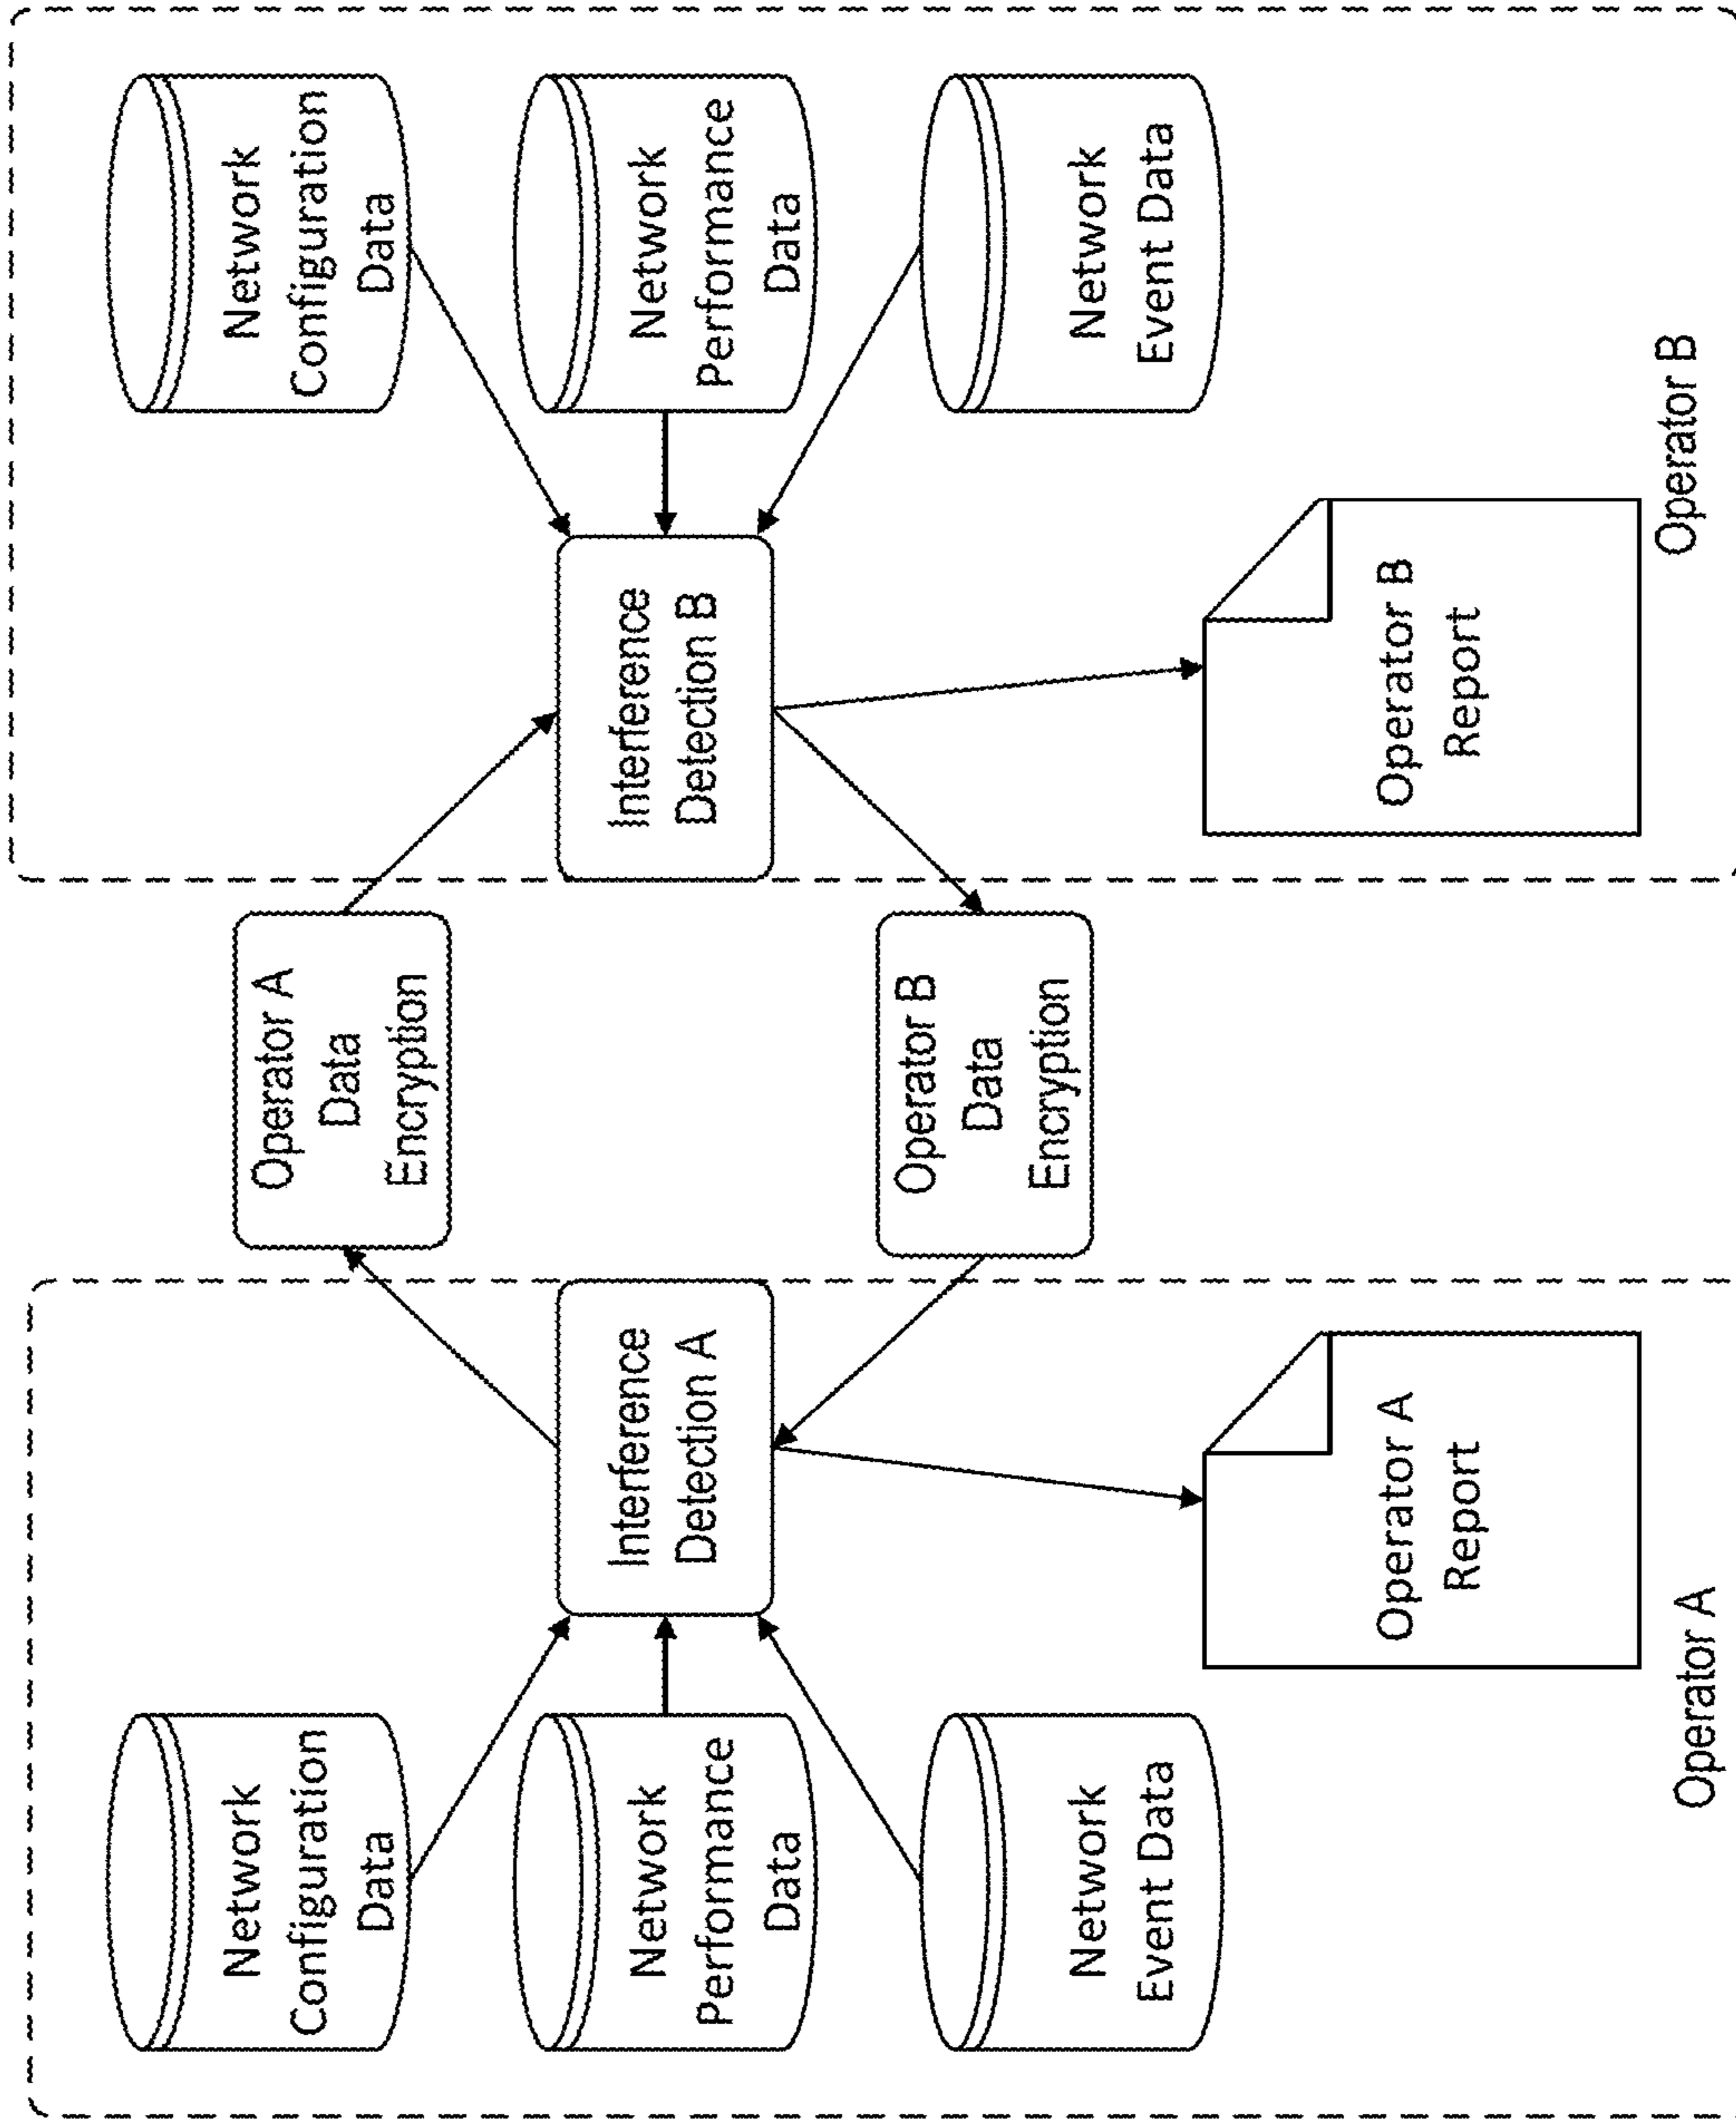 Network
Configuration
Data
Network
Performance
Data
Network
Event Data
Interference
Detection A
Operator A
Report
Operator A
Operator A
Data
Encryption
Operator B
Data
Encryption
Interference
Detection B
Operator B
Report
Network
Configuration
Data
Network
Performance
Data
Network
Event Data
Operator B